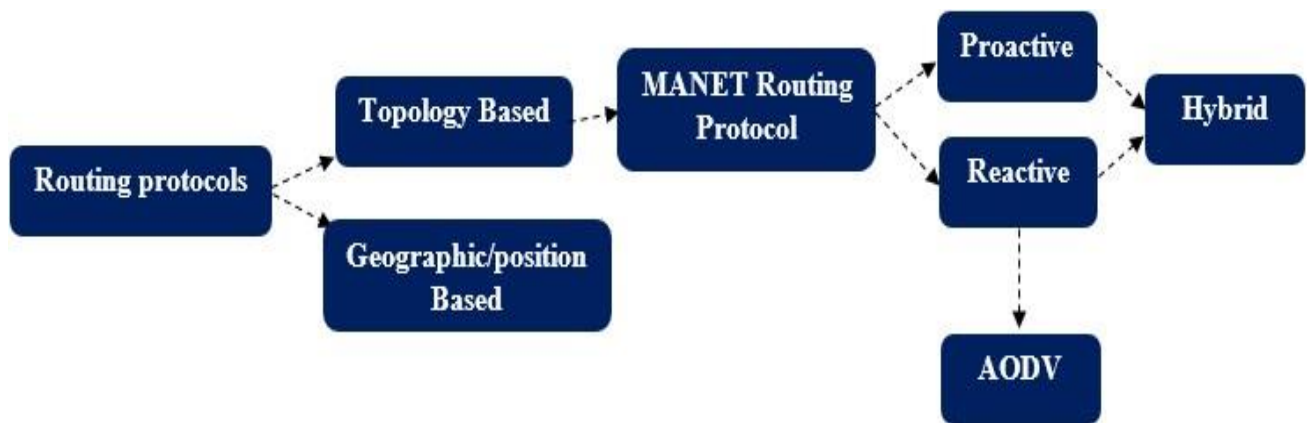 Routing protocols
Topology Based
Geographic/position
Based
MANET Routing
Protocol
Proactive
Reactive
Hybrid
AODV